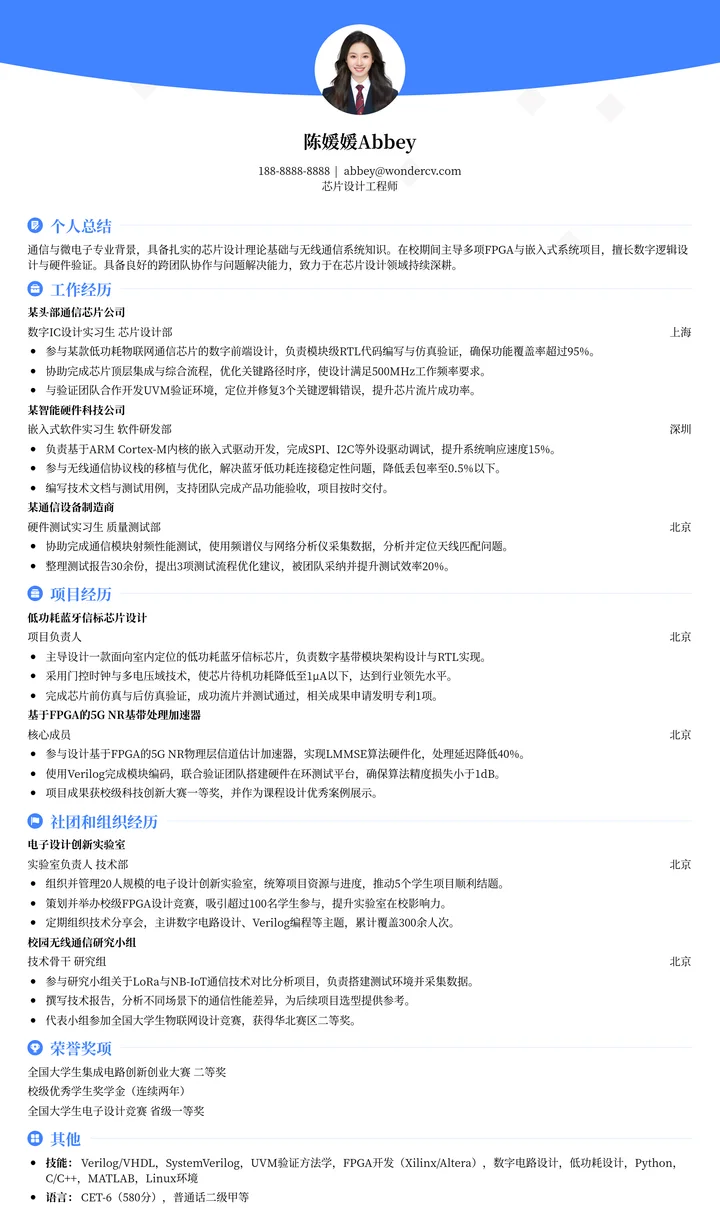 陈媛媛Abbey
188-8888-8888 | abbey@wondercv.com
芯片设计工程师
个人总结
通信与微电子专业背景，具备扎实的芯片设计理论基础与无线通信系统知识。在校期间主导多项FPGA与嵌入式系统项目，擅长数字逻辑设
计与硬件验证。具备良好的跨团队协作与问题解决能力，致力于在芯片设计领域持续深耕。
工作经历
某头部通信芯片公司
数字IC设计实习生 芯片设计部 上海
• 参与某款低功耗物联网通信芯片的数字前端设计，负责模块级RTL代码编写与仿真验证，确保功能覆盖率超过95%。
• 协助完成芯片顶层集成与综合流程，优化关键路径时序，使设计满足500MHz工作频率要求。
• 与验证团队合作开发UVM验证环境，定位并修复3个关键逻辑错误，提升芯片流片成功率。
某智能硬件科技公司
嵌入式软件实习生 软件研发部 深圳
• 负责基于ARM Cortex-M内核的嵌入式驱动开发，完成SPI、I2C等外设驱动调试，提升系统响应速度15%。
• 参与无线通信协议栈的移植与优化，解决蓝牙低功耗连接稳定性问题，降低丢包率至0.5%以下。
• 编写技术文档与测试用例，支持团队完成产品功能验收，项目按时交付。
某通信设备制造商
硬件测试实习生 质量测试部 北京
• 协助完成通信模块射频性能测试，使用频谱仪与网络分析仪采集数据，分析并定位天线匹配问题。
• 整理测试报告30余份，提出3项测试流程优化建议，被团队采纳并提升测试效率20%。
项目经历
低功耗蓝牙信标芯片设计
项目负责人 北京
• 主导设计一款面向室内定位的低功耗蓝牙信标芯片，负责数字基带模块架构设计与RTL实现。
• 采用门控时钟与多电压域技术，使芯片待机功耗降低至1μA以下，达到行业领先水平。
• 完成芯片前仿真与后仿真验证，成功流片并测试通过，相关成果申请发明专利1项。
基于FPGA的5G NR基带处理加速器
核心成员 北京
• 参与设计基于FPGA的5G NR物理层信道估计加速器，实现LMMSE算法硬件化，处理延迟降低40%。
• 使用Verilog完成模块编码，联合验证团队搭建硬件在环测试平台，确保算法精度损失小于1dB。
• 项目成果获校级科技创新大赛一等奖，并作为课程设计优秀案例展示。
社团和组织经历
电子设计创新实验室
实验室负责人 技术部 北京
• 组织并管理20人规模的电子设计创新实验室，统筹项目资源与进度，推动5个学生项目顺利结题。
• 策划并举办校级FPGA设计竞赛，吸引超过100名学生参与，提升实验室在校影响力。
• 定期组织技术分享会，主讲数字电路设计、Verilog编程等主题，累计覆盖300余人次。
校园无线通信研究小组
技术骨干 研究组 北京
• 参与研究小组关于LoRa与NB-IoT通信技术对比分析项目，负责搭建测试环境并采集数据。
• 撰写技术报告，分析不同场景下的通信性能差异，为后续项目选型提供参考。
• 代表小组参加全国大学生物联网设计竞赛，获得华北赛区二等奖。
荣誉奖项
全国大学生集成电路创新创业大赛 二等奖
校级优秀学生奖学金（连续两年）
全国大学生电子设计竞赛 省级一等奖
其他
• 技能： Verilog/VHDL，SystemVerilog，UVM验证方法学，FPGA开发（Xilinx/Altera），数字电路设计，低功耗设计，Python，
C/C++，MATLAB，Linux环境
• 语言： CET-6（580分），普通话二级甲等